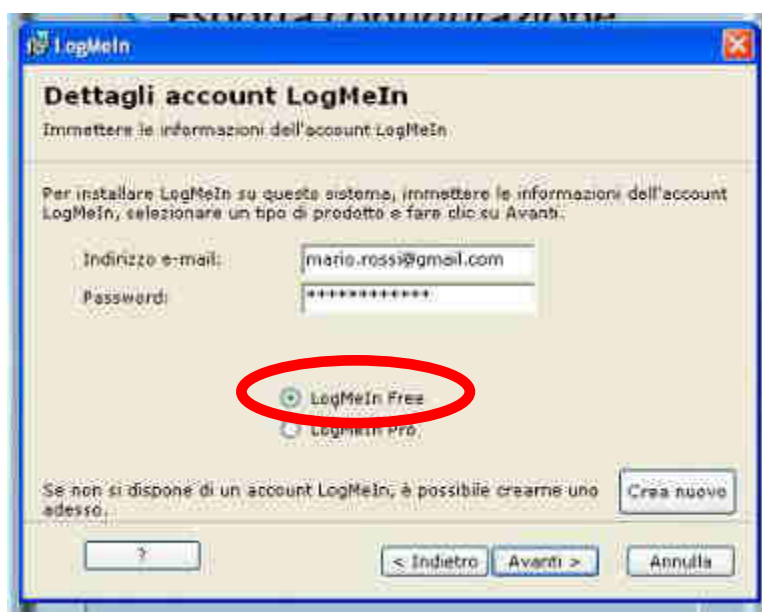 Esporta configurazione
LogMeIn
Dettagli account LogMeIn
Immettere le informazioni dell'account LogMeIn
Per installare LogMeIn su questo sistema, immettere le informazioni dell'account
LogMeIn, selezionare un tipo di prodotto e fare clic su Avanti.
Indirizzo e-mail: mario.rossi@gmail.com
Password: ************
LogMeIn Free
LogMeIn Pro
Se non si dispone di un account LogMeIn, è possibile crearne uno
adesso.
Crea nuovo
? < Indietro Avanti > Annulla